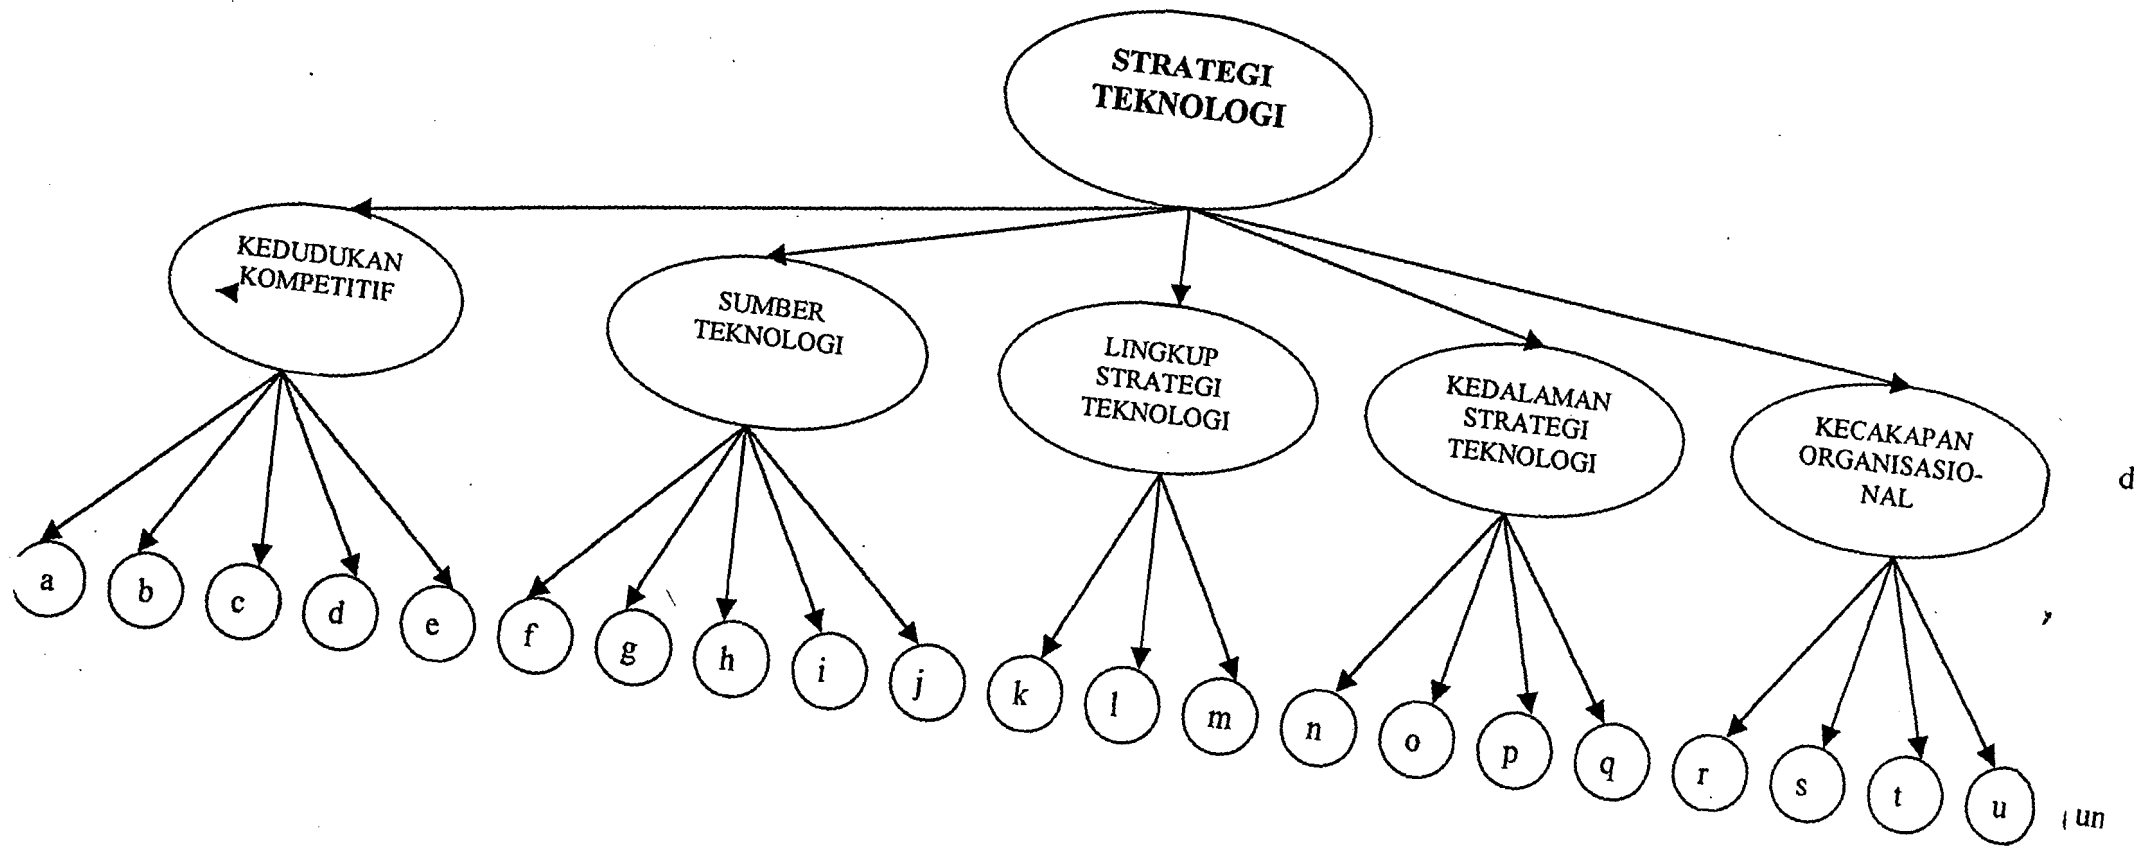 STRATEGI
TEKNOLOGI
KEDUDUKAN
KOMPETITIF
SUMBER
TEKNOLOGI
LINGKUP
STRATEGI
TEKNOLOGI
KEDALAMAN
STRATEGI
TEKNOLOGI
KECAKAPAN
ORGANISASIO-
NAL
d
a
b
c
d
e
f
g
h
i
j
k
l
m
n
o
p
q
r
s
t
u
un